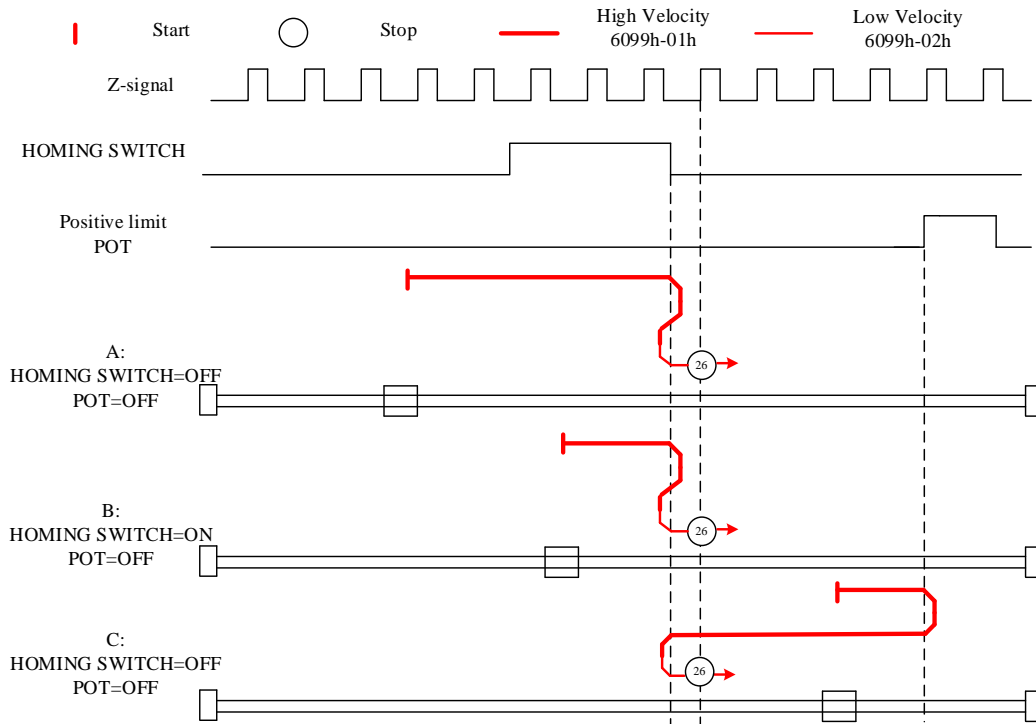 Start
Stop
High Velocity
6099h-01h
Low Velocity
6099h-02h
Z-signal
HOMING SWITCH
Positive limit
POT
A:
HOMING SWITCH=OFF
POT=OFF
26
B:
HOMING SWITCH=ON
POT=OFF
26
C:
HOMING SWITCH=OFF
POT=OFF
26